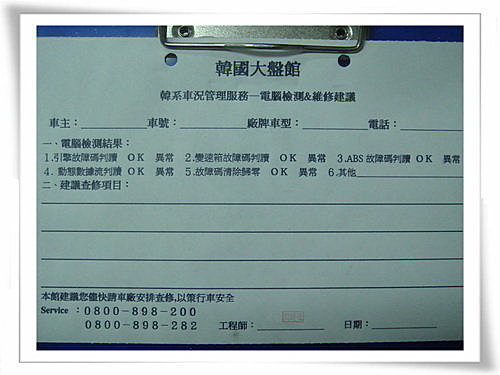 韓國大盤館
韓系車況管理服務—電腦檢測&維修建議
車主： 車號： 廠牌車型： 電話：
一、電腦檢測結果：
1.引擎故障碼判讀 OK 異常 2.變速箱故障碼判讀 OK 異常 3.ABS 故障碼判讀 OK 異常
4. 動態數據流判讀 OK 異常 5.故障碼清除歸零 OK 異常 6.其他
二、建議查修項目：
本館建議您儘快請車廠安排查修,以策行車安全
Service ：0800-898-200
0800-898-282 工程師： 日期：